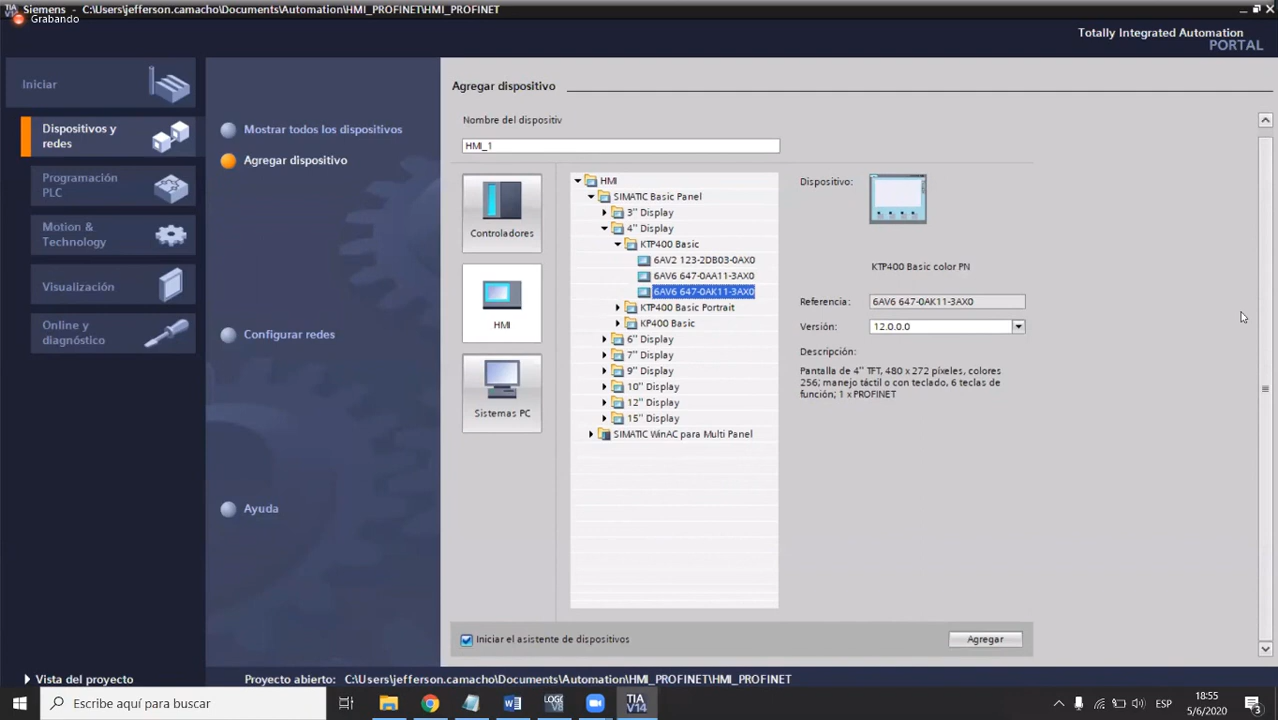 Siemens - C:\Users\jefferson.camacho\Documents\Automation\HMI_PROFINET\HMI_PROFINET
Grabando
Totally Integrated Automation
PORTAL
Iniciar
Dispositivos y
redes
Programación
PLC
Motion &
Technology
Visualización
Online y
diagnóstico
Mostrar todos los dispositivos
Agregar dispositivo
Configurar redes
Ayuda
Agregar dispositivo
Nombre del dispositiv
HMI_1
Controladores
HMI
Sistemas PC
HMI
SIMATIC Basic Panel
3'' Display
4'' Display
KTP400 Basic
6AV2 123-2DB03-0AX0
6AV6 647-0AA11-3AX0
6AV6 647-0AK11-3AX0
KTP400 Basic Portrait
KP400 Basic
6'' Display
7'' Display
9'' Display
10'' Display
12'' Display
15'' Display
SIMATIC WinAC para Multi Panel
Dispositivo:
KTP400 Basic color PN
Referencia: 6AV6 647-0AK11-3AX0
Versión: 12.0.0.0
Descripción:
Pantalla de 4'' TFT, 480 x 272 píxeles, colores
256; manejo táctil o con teclado, 6 teclas de
función; 1 x PROFINET
Iniciar el asistente de dispositivos
Agregar
Vista del proyecto
Proyecto abierto: C:\Users\jefferson.camacho\Documents\Automation\HMI_PROFINET\HMI_PROFINET
Escribe aquí para buscar
TIA
V14
ESP
18:55
5/6/2020
3